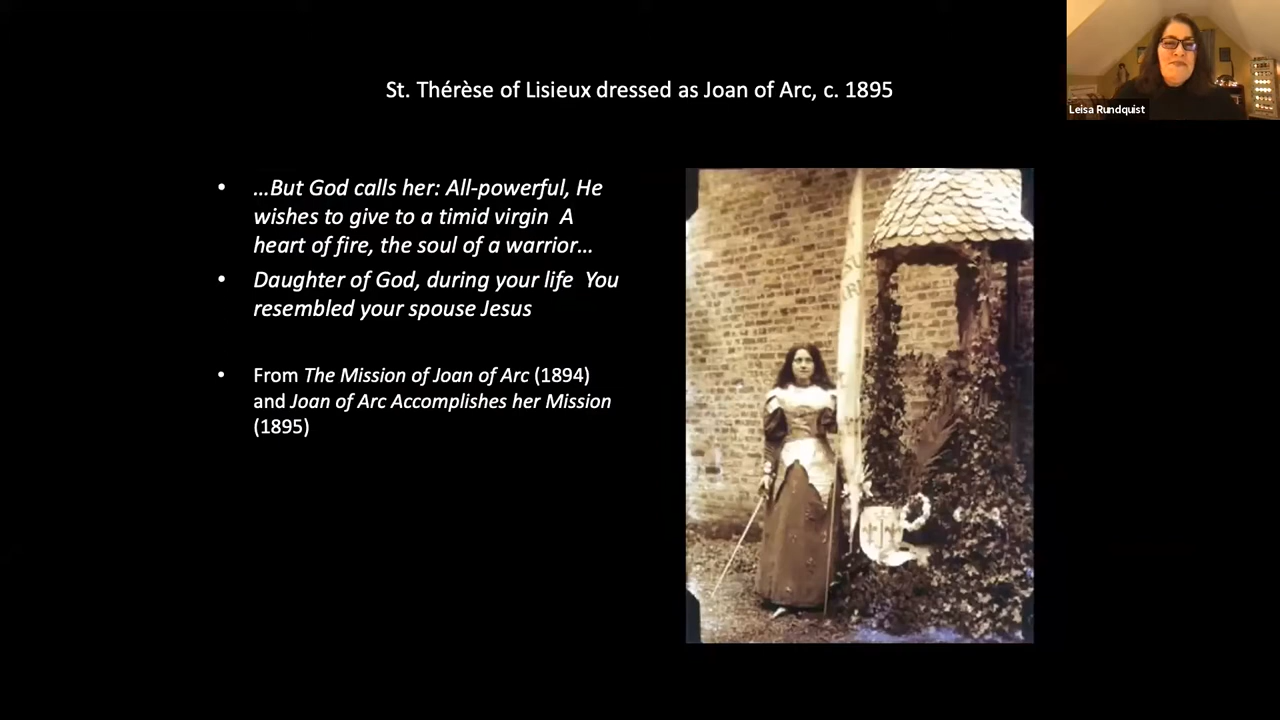 St. Thérèse of Lisieux dressed as Joan of Arc, c. 1895
Leisa Rundquist
• …But God calls her: All-powerful, He
wishes to give to a timid virgin A
heart of fire, the soul of a warrior…
• Daughter of God, during your life You
resembled your spouse Jesus
• From The Mission of Joan of Arc (1894)
and Joan of Arc Accomplishes her Mission
(1895)